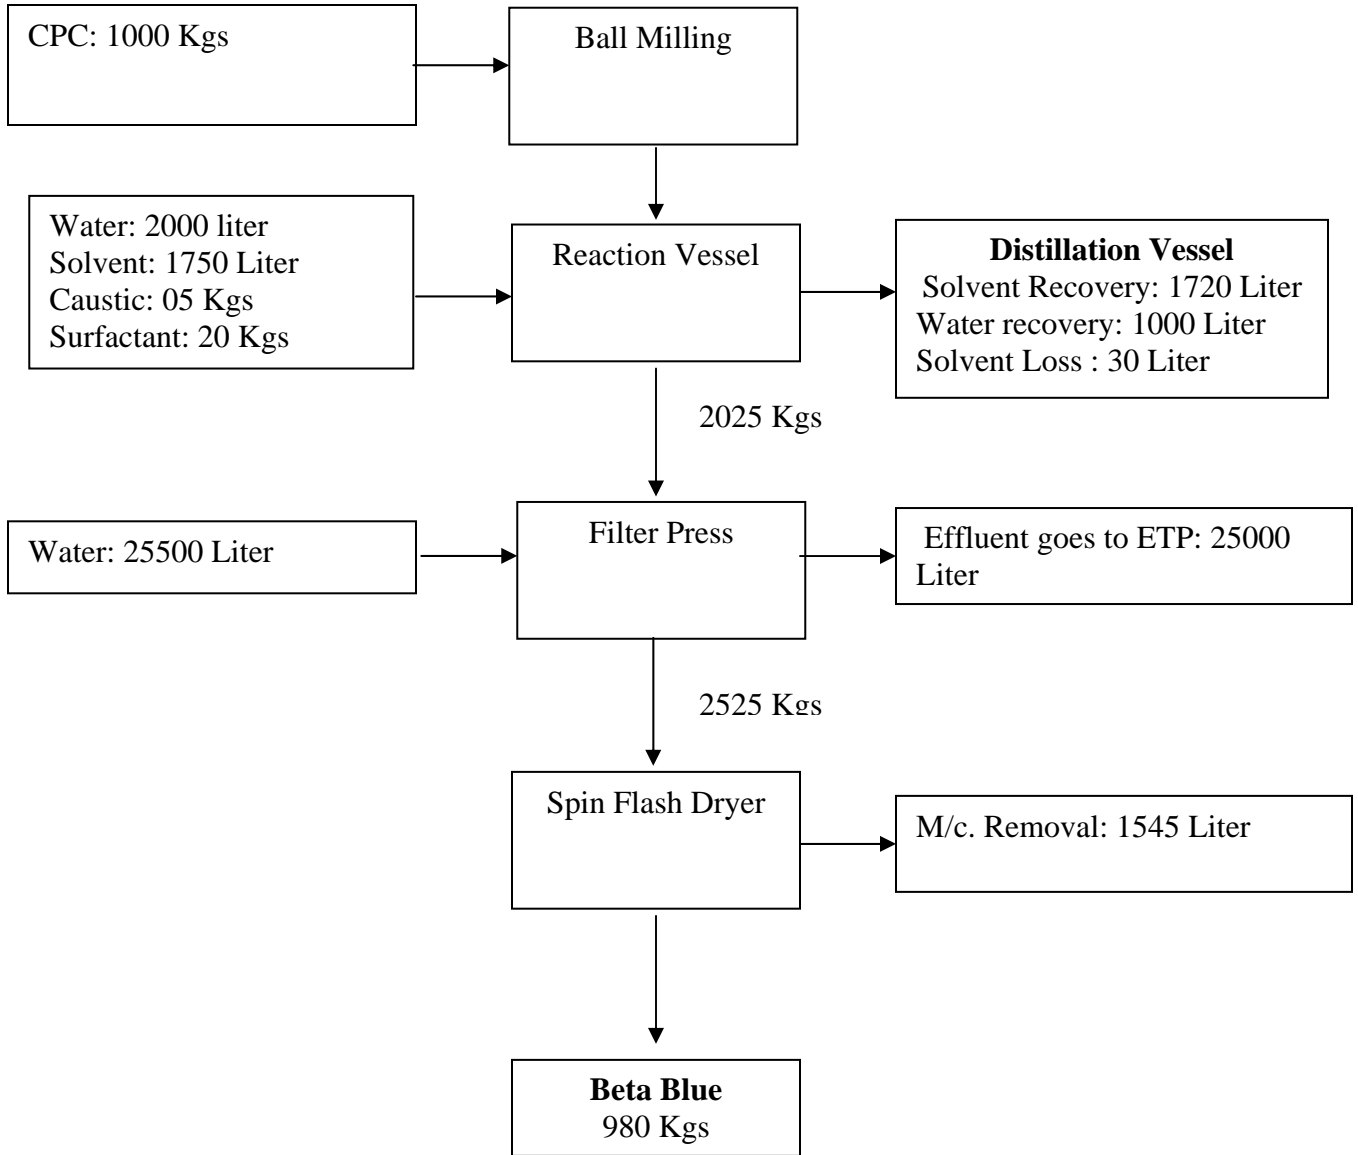 CPC: 1000 Kgs
Ball Milling
Water: 2000 liter
Solvent: 1750 Liter
Caustic: 05 Kgs
Surfactant: 20 Kgs
Reaction Vessel
Distillation Vessel
Solvent Recovery: 1720 Liter
Water recovery: 1000 Liter
Solvent Loss : 30 Liter
2025 Kgs
Water: 25500 Liter
Filter Press
Effluent goes to ETP: 25000
Liter
2525 Kgs
Spin Flash Dryer
M/c. Removal: 1545 Liter
Beta Blue
980 Kgs